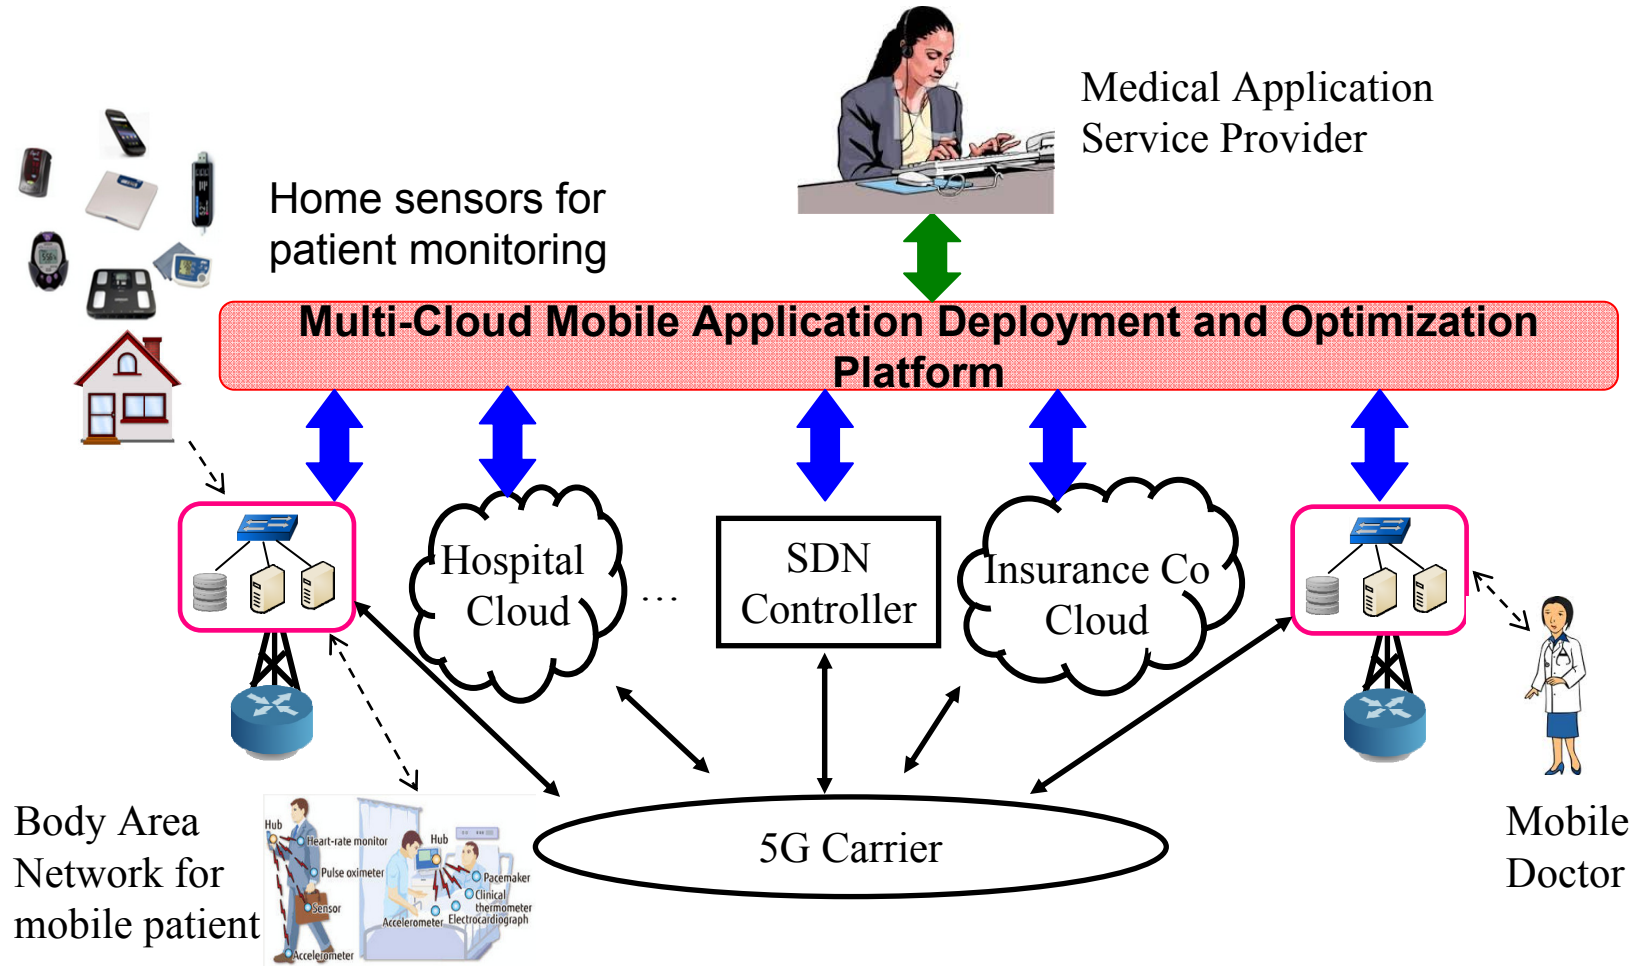 Medical Application
Service Provider
Home sensors for
patient monitoring
Multi-Cloud Mobile Application Deployment and Optimization
Platform
Hospital
Cloud
...
SDN
Controller
Insurance Co
Cloud
5G Carrier
Body Area
Network for
mobile patient
Hub
Heart-rate monitor
Pulse oximeter
Sensor
Accelerometer
Hub
Pacemaker
Clinical
thermometer
Electrocardiograph
Accelerometer
Mobile
Doctor